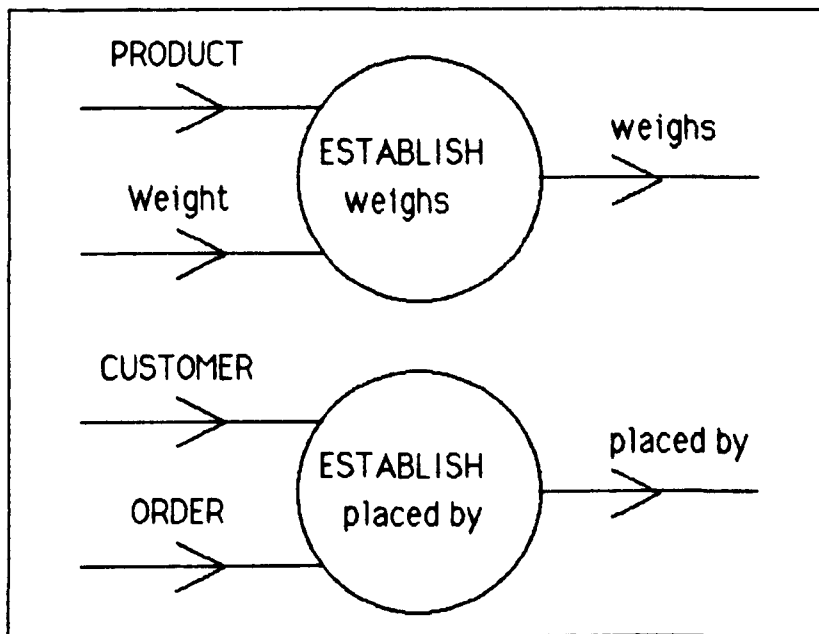 PRODUCT
Weight
ESTABLISH
weighs
weighs
CUSTOMER
ORDER
ESTABLISH
placed by
placed by